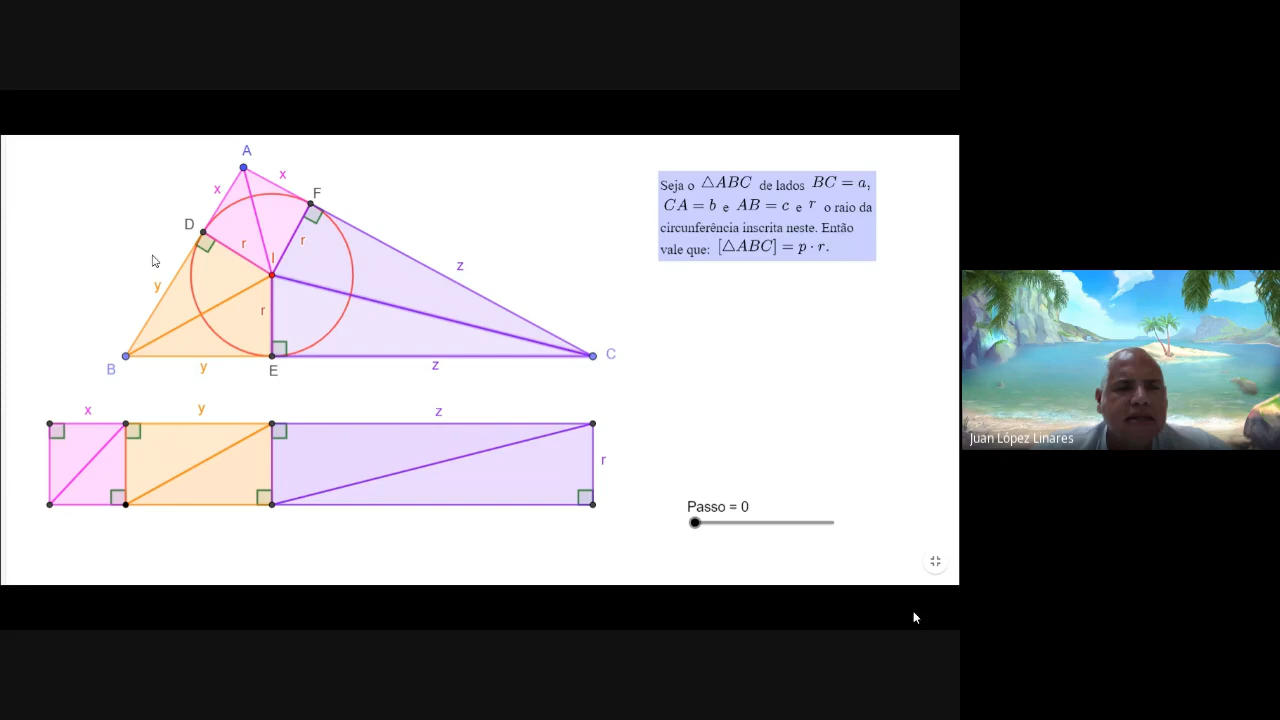 A
x
x
F
D
r
r
I
z
y
r
B
y
E
z
C
x
y
z
r
Seja o △ABC de lados BC = a,
CA = b e AB = c e r o raio da
circunferência inscrita neste. Então
vale que: [△ABC] = p · r.
Passo = 0
Juan López Linares